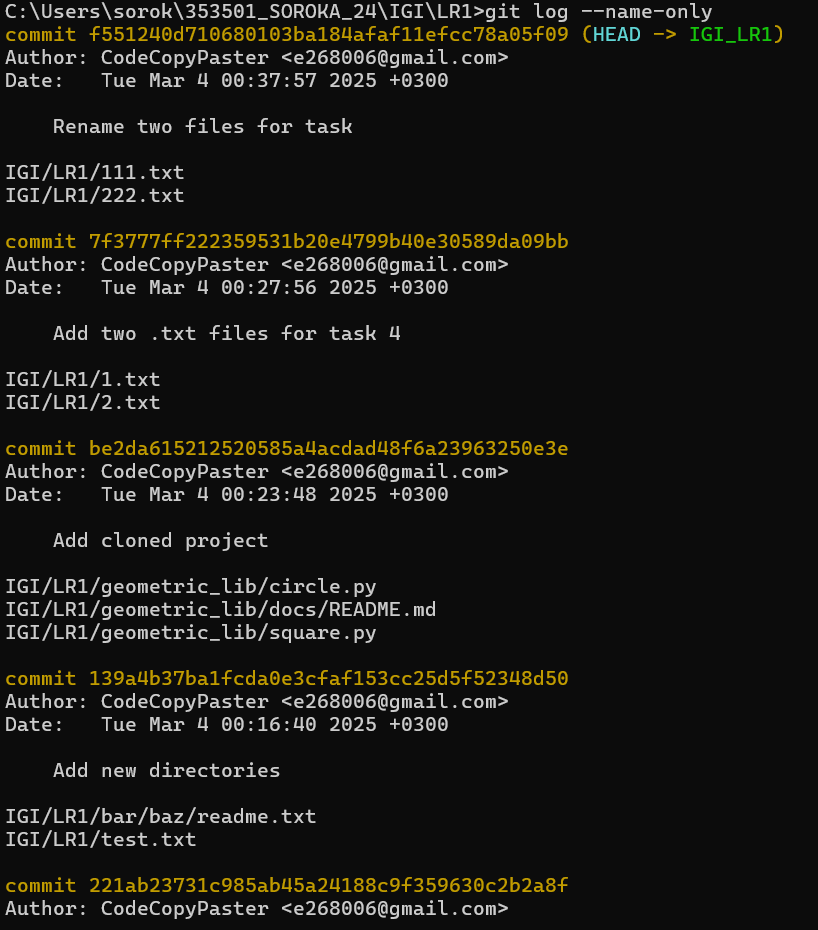 C:\Users\sorok\353501_SOROKA_24\IGI\LR1>git log --name-only
commit f551240d710680103ba184afaf11efcc78a05f09 (HEAD -> IGI_LR1)
Author: CodeCopyPaster <e268006@gmail.com>
Date:   Tue Mar 4 00:37:57 2025 +0300
Rename two files for task
IGI/LR1/111.txt
IGI/LR1/222.txt
commit 7f3777ff222359531b20e4799b40e30589da09bb
Author: CodeCopyPaster <e268006@gmail.com>
Date:   Tue Mar 4 00:27:56 2025 +0300
Add two .txt files for task 4
IGI/LR1/1.txt
IGI/LR1/2.txt
commit be2da615212520585a4acdad48f6a23963250e3e
Author: CodeCopyPaster <e268006@gmail.com>
Date:   Tue Mar 4 00:23:48 2025 +0300
Add cloned project
IGI/LR1/geometric_lib/circle.py
IGI/LR1/geometric_lib/docs/README.md
IGI/LR1/geometric_lib/square.py
commit 139a4b37ba1fcda0e3cfaf153cc25d5f52348d50
Author: CodeCopyPaster <e268006@gmail.com>
Date:   Tue Mar 4 00:16:40 2025 +0300
Add new directories
IGI/LR1/bar/baz/readme.txt
IGI/LR1/test.txt
commit 221ab23731c985ab45a24188c9f359630c2b2a8f
Author: CodeCopyPaster <e268006@gmail.com>